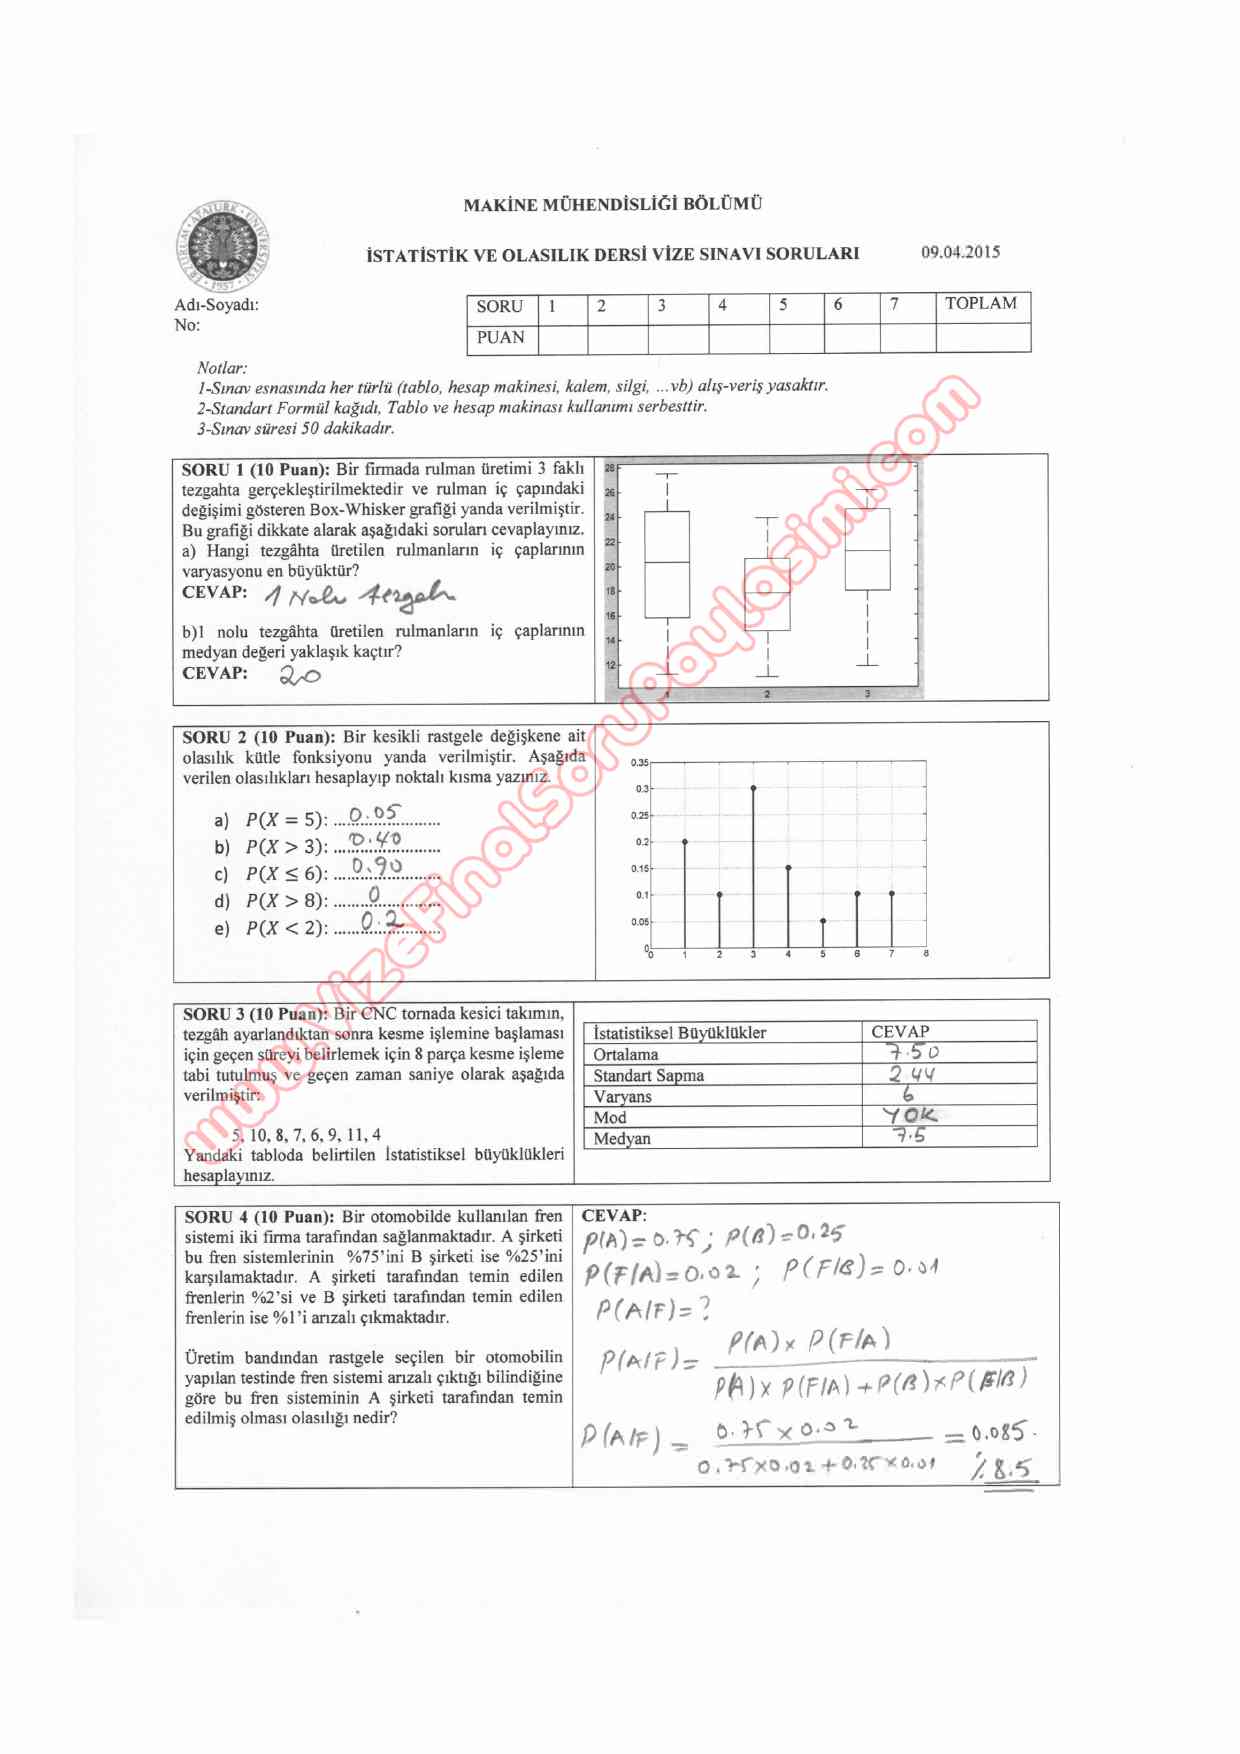 MAKİNE MÜHENDİSLİĞİ BÖLÜMÜ
İSTATİSTİK VE OLASILIK DERSİ VİZE SINAVI SORULARI 09.04.2015
ERZURUM · ATATÜRK · ÜNİVERSİTESİ · 1957 ·
Adı-Soyadı:
No:
SORU 1 2 3 4 5 6 7 TOPLAM
PUAN
Notlar:
1-Sınav esnasında her türlü (tablo, hesap makinesi, kalem, silgi, ...vb) alış-veriş yasaktır.
2-Standart Formül kağıdı, Tablo ve hesap makinası kullanımı serbesttir.
3-Sınav süresi 50 dakikadır.
www.VizeFinalSoruPaylasimi.com
SORU 1 (10 Puan): Bir firmada rulman üretimi 3 faklı
tezgahta gerçekleştirilmektedir ve rulman iç çapındaki
değişimi gösteren Box-Whisker grafiği yanda verilmiştir.
Bu grafiği dikkate alarak aşağıdaki soruları cevaplayınız.
a) Hangi tezgâhta üretilen rulmanların iç çaplarının
varyasyonu en büyüktür?
CEVAP: 1 Nolu tezgah
b)1 nolu tezgâhta üretilen rulmanların iç çaplarının
medyan değeri yaklaşık kaçtır?
CEVAP: 20
28
26
24
22
20
18
16
14
12
1 2 3
SORU 2 (10 Puan): Bir kesikli rastgele değişkene ait
olasılık kütle fonksiyonu yanda verilmiştir. Aşağıda
verilen olasılıkları hesaplayıp noktalı kısma yazınız.
a) P(X = 5): ....0.05....
b) P(X > 3): ....0.40....
c) P(X ≤ 6): ....0.90....
d) P(X > 8): ....0....
e) P(X < 2): ....0.2....
0.35
0.3
0.25
0.2
0.15
0.1
0.05
0
0 1 2 3 4 5 6 7 8
SORU 3 (10 Puan): Bir CNC tornada kesici takımın,
tezgâh ayarlandıktan sonra kesme işlemine başlaması
için geçen süreyi belirlemek için 8 parça kesme işleme
tabi tutulmuş ve geçen zaman saniye olarak aşağıda
verilmiştir:
5, 10, 8, 7, 6, 9, 11, 4
Yandaki tabloda belirtilen İstatistiksel büyüklükleri
hesaplayınız.
İstatistiksel Büyüklükler CEVAP
Ortalama 7.50
Standart Sapma 2.44
Varyans 6
Mod YOK
Medyan 7.5
SORU 4 (10 Puan): Bir otomobilde kullanılan fren
sistemi iki firma tarafından sağlanmaktadır. A şirketi
bu fren sistemlerinin %75'ini B şirketi ise %25'ini
karşılamaktadır. A şirketi tarafından temin edilen
frenlerin %2'si ve B şirketi tarafından temin edilen
frenlerin ise %1'i arızalı çıkmaktadır.
Üretim bandından rastgele seçilen bir otomobilin
yapılan testinde fren sistemi arızalı çıktığı bilindiğine
göre bu fren sisteminin A şirketi tarafından temin
edilmiş olması olasılığı nedir?
CEVAP:
P(A)=0.75; P(B)=0.25
P(F/A)=0.02 ; P(F/B)=0.01
P(A/F)=?
P(A/F)= P(A)x P(F/A)
P(A)x P(F/A)+P(B)xP(F/B)
P(A/F) = 0.75 x 0.02 = 0.085.
0.75x0.02+0.25x0.01 % 8.5